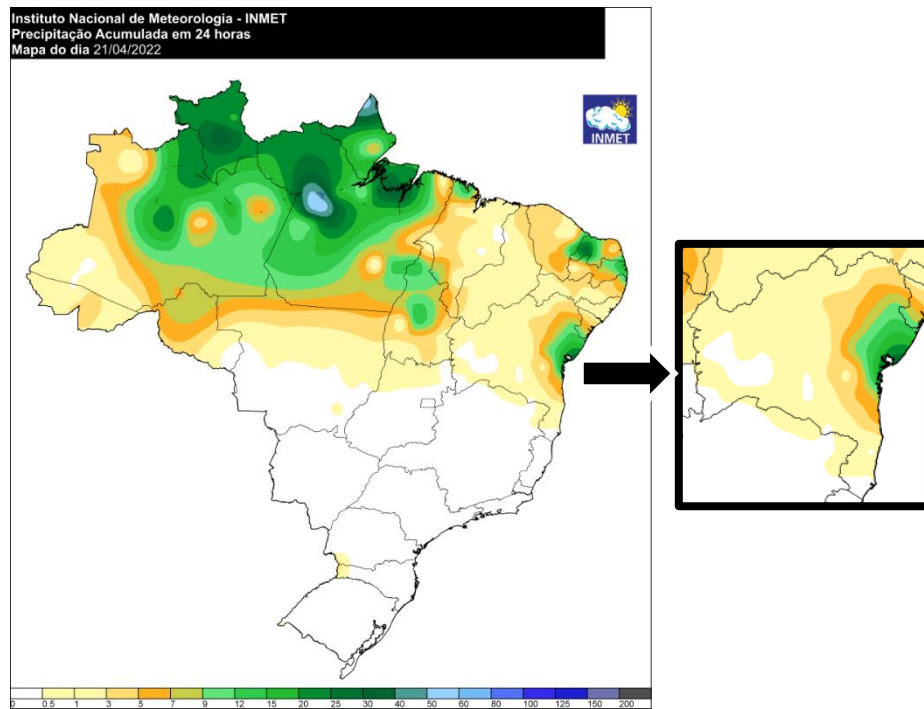 Instituto Nacional de Meteorologia - INMET
Precipitação Acumulada em 24 horas
Mapa do dia 21/04/2022
INMET
0 0.5 1 3 5 7 9 12 15 20 25 30 40 50 60 80 100 125 150 200